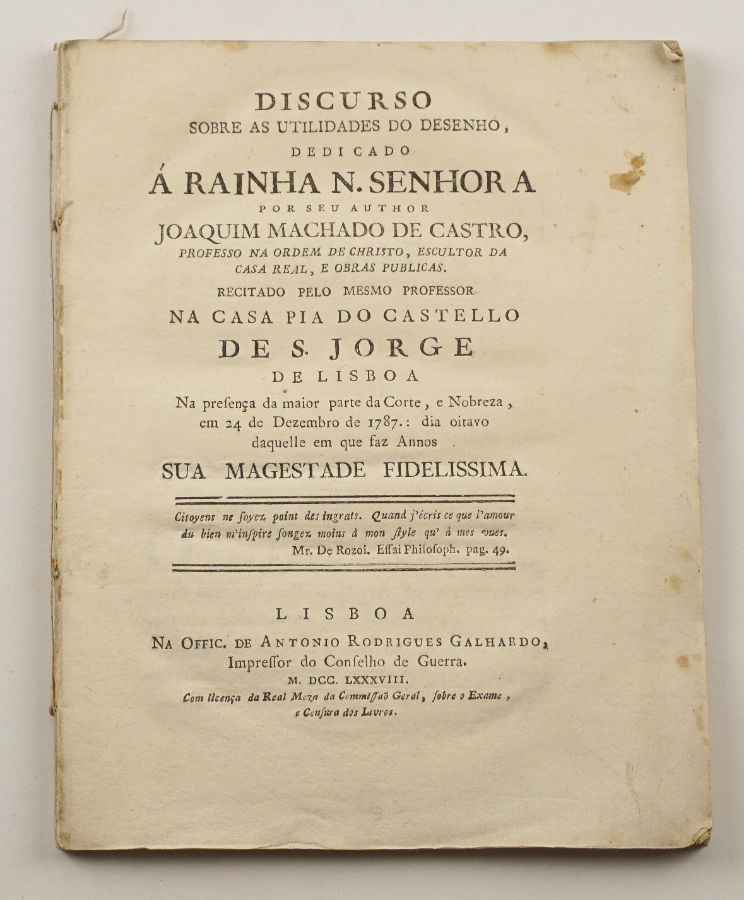 DISCURSO
SOBRE AS UTILIDADES DO DESENHO,
DEDICADO
Á RAINHA N. SENHORA
POR SEU AUTHOR
JOAQUIM MACHADO DE CASTRO,
PROFESSO NA ORDEM DE CHRISTO, ESCULTOR DA
CASA REAL, E OBRAS PUBLICAS.
RECITADO PELO MESMO PROFESSOR
NA CASA PIA DO CASTELLO
DE S. JORGE
DE LISBOA
Na preſença da maior parte da Corte, e Nobreza,
em 24 de Dezembro de 1787.: dia oitavo
daquelle em que faz Annos
SUA MAGESTADE FIDELISSIMA.
Citoyens ne ſoyez point des ingrats. Quand j'écris ce que l'amour
du bien m'inſpire ſongez moins à mon ſtyle qu' à mes vues.
Mr. De Rozoi. Eſſai Philoſoph. pag. 49.
LISBOA
NA OFFIC. DE ANTONIO RODRIGUES GALHARDO,
Impreſſor do Conſelho de Guerra.
M. DCC. LXXXVIII.
Com licença da Real Meza da Commiſſaõ Geral, ſobre o Exame,
e Cenſura dos Livros.